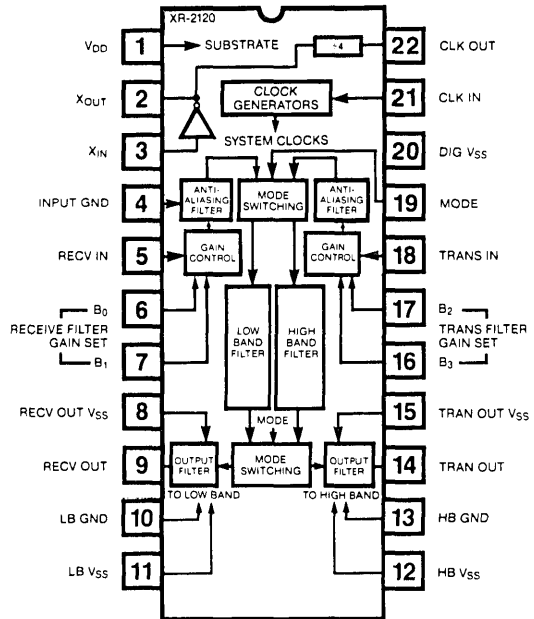 XR-2120
VDD 1 SUBSTRATE
÷4 22 CLK OUT
XOUT 2
CLOCK GENERATORS
21 CLK IN
XIN 3
SYSTEM CLOCKS
20 DIG VSS
INPUT GND 4
ANTI-ALIASING FILTER
MODE SWITCHING
ANTI-ALIASING FILTER
19 MODE
RECV IN 5
GAIN CONTROL
GAIN CONTROL
18 TRANS IN
B0 6
RECEIVE FILTER GAIN SET
B1 7
LOW BAND FILTER
HIGH BAND FILTER
17 B2
TRANS FILTER GAIN SET
16 B3
RECV OUT VSS 8
MODE
15 TRAN OUT VSS
RECV OUT 9
OUTPUT FILTER
MODE SWITCHING
OUTPUT FILTER
14 TRAN OUT
TO LOW BAND
TO HIGH BAND
LB GND 10
13 HB GND
LB VSS 11
12 HB VSS